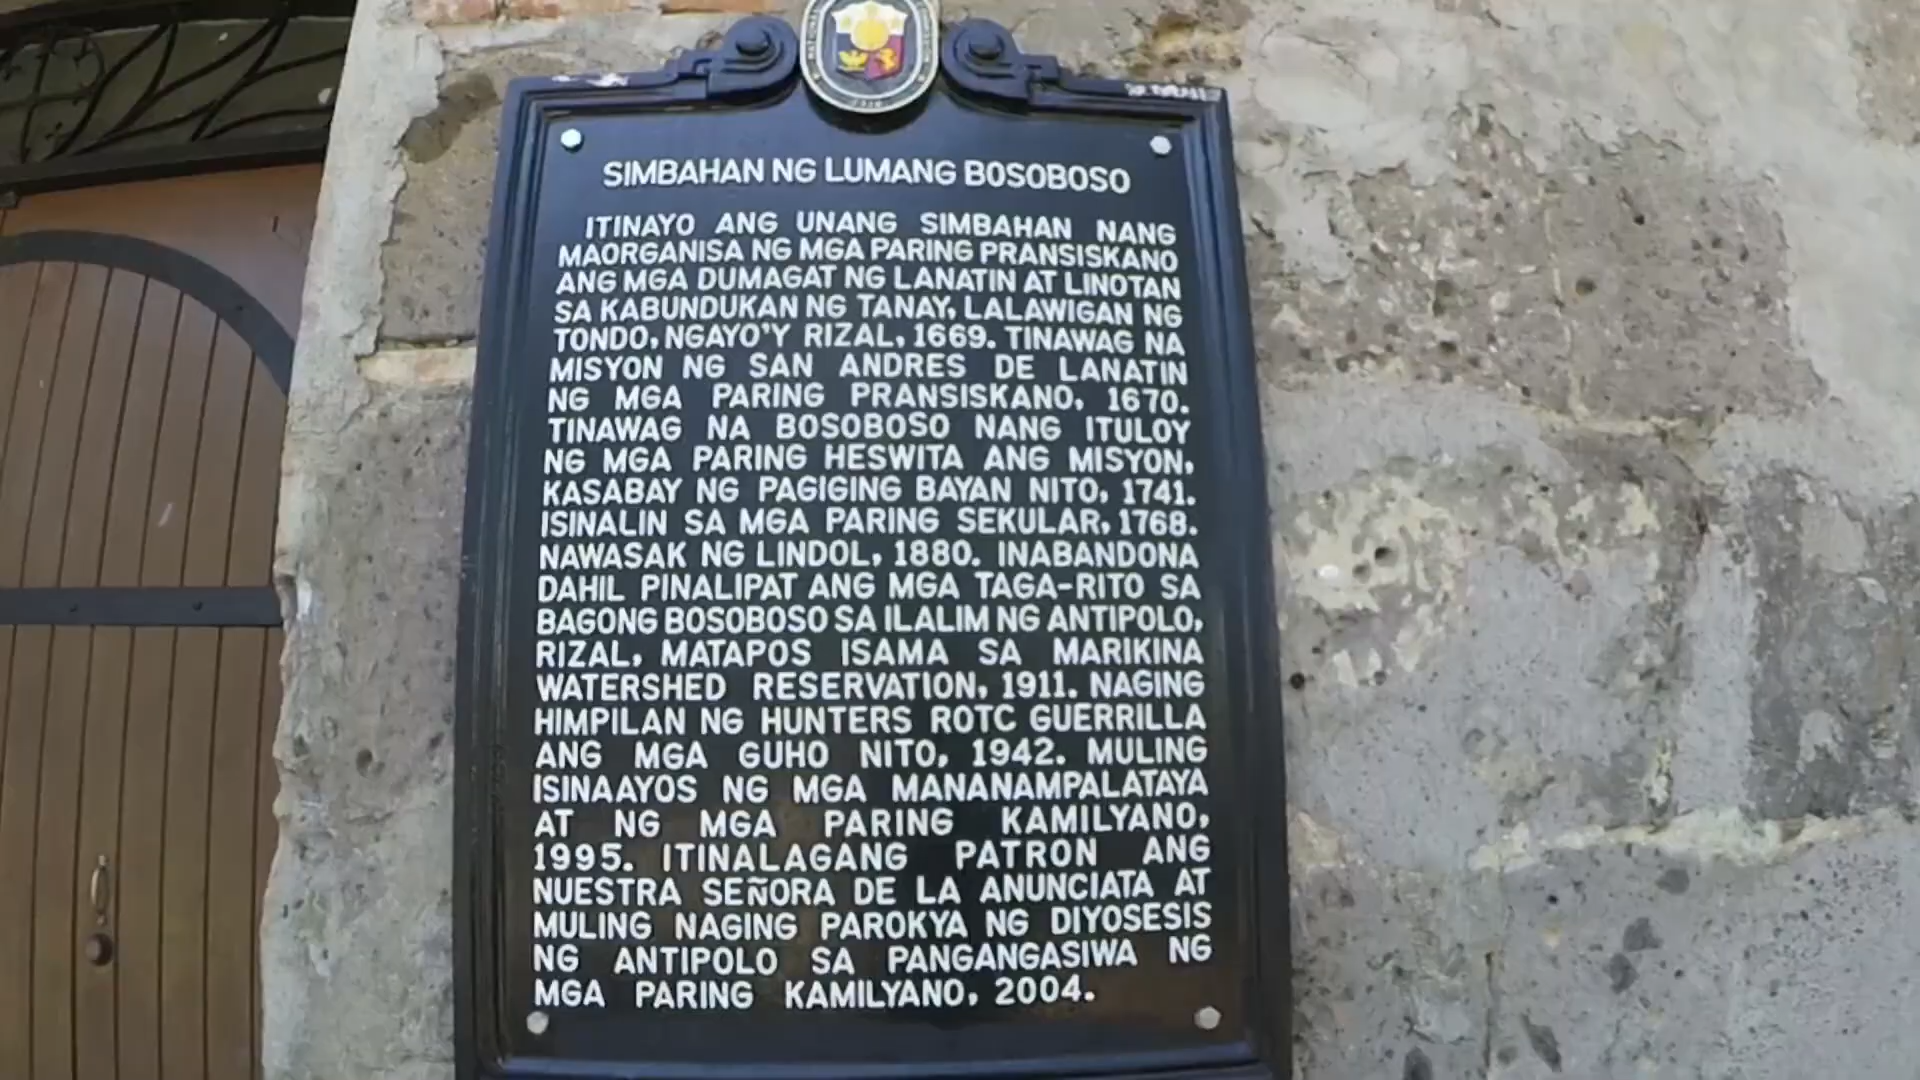 SIMBAHAN NG LUMANG BOSOBOSO
ITINAYO ANG UNANG SIMBAHAN NANG
MAORGANISA NG MGA PARING PRANSISKANO
ANG MGA DUMAGAT NG LANATIN AT LINOTAN
SA KABUNDUKAN NG TANAY, LALAWIGAN NG
TONDO, NGAYO'Y RIZAL, 1669. TINAWAG NA
MISYON NG SAN ANDRES DE LANATIN
NG MGA PARING PRANSISKANO, 1670.
TINAWAG NA BOSOBOSO NANG ITULOY
NG MGA PARING HESWITA ANG MISYON,
KASABAY NG PAGIGING BAYAN NITO, 1741.
ISINALIN SA MGA PARING SEKULAR, 1768.
NAWASAK NG LINDOL, 1880. INABANDONA
DAHIL PINALIPAT ANG MGA TAGA-RITO SA
BAGONG BOSOBOSO SA ILALIM NG ANTIPOLO,
RIZAL, MATAPOS ISAMA SA MARIKINA
WATERSHED RESERVATION, 1911. NAGING
HIMPILAN NG HUNTERS ROTC GUERRILLA
ANG MGA GUHO NITO, 1942. MULING
ISINAAYOS NG MGA MANANAMPALATAYA
AT NG MGA PARING KAMILYANO,
1995. ITINALAGANG PATRON ANG
NUESTRA SEÑORA DE LA ANUNCIATA AT
MULING NAGING PAROKYA NG DIYOSESIS
NG ANTIPOLO SA PANGANGASIWA NG
MGA PARING KAMILYANO, 2004.